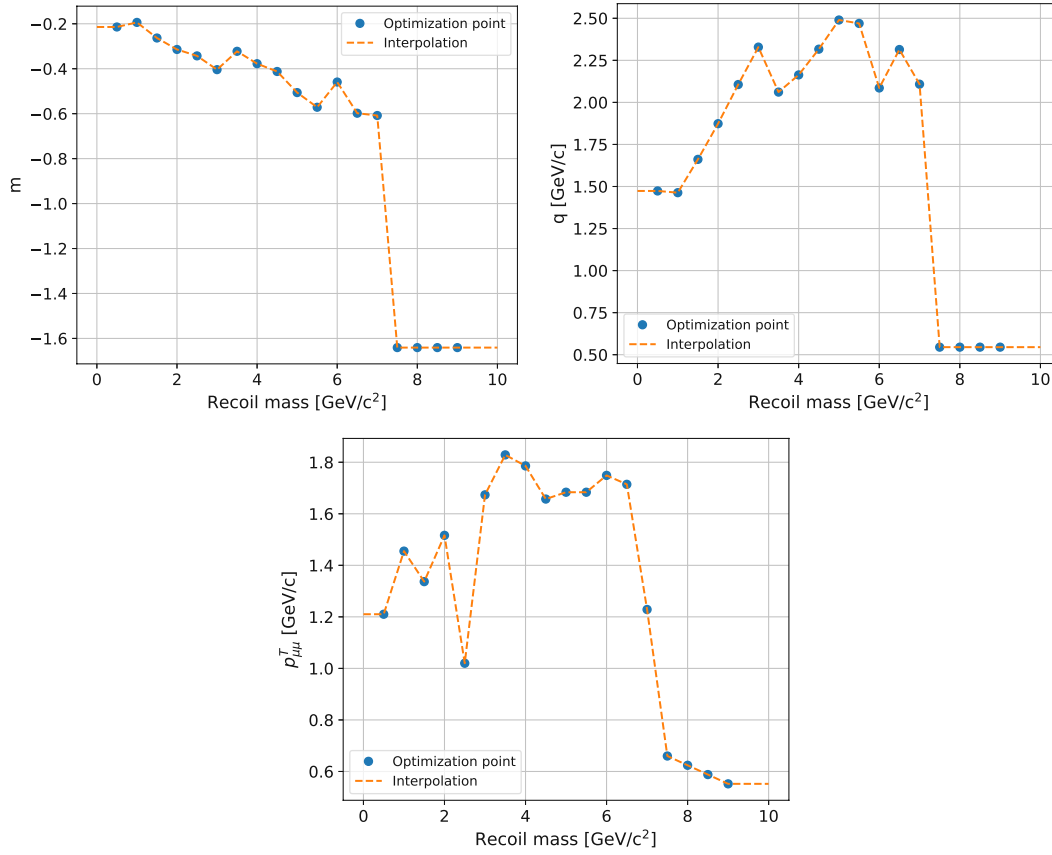 −0.2
−0.4
−0.6
−0.8
−1.0
−1.2
−1.4
−1.6
m
Optimization point
Interpolation
0 2 4 6 8 10
Recoil mass [GeV/c²]
2.50
2.25
2.00
1.75
1.50
1.25
1.00
0.75
0.50
q [GeV/c]
Optimization point
Interpolation
0 2 4 6 8 10
Recoil mass [GeV/c²]
1.8
1.6
1.4
1.2
1.0
0.8
0.6
p^T_μμ [GeV/c]
Optimization point
Interpolation
0 2 4 6 8 10
Recoil mass [GeV/c²]